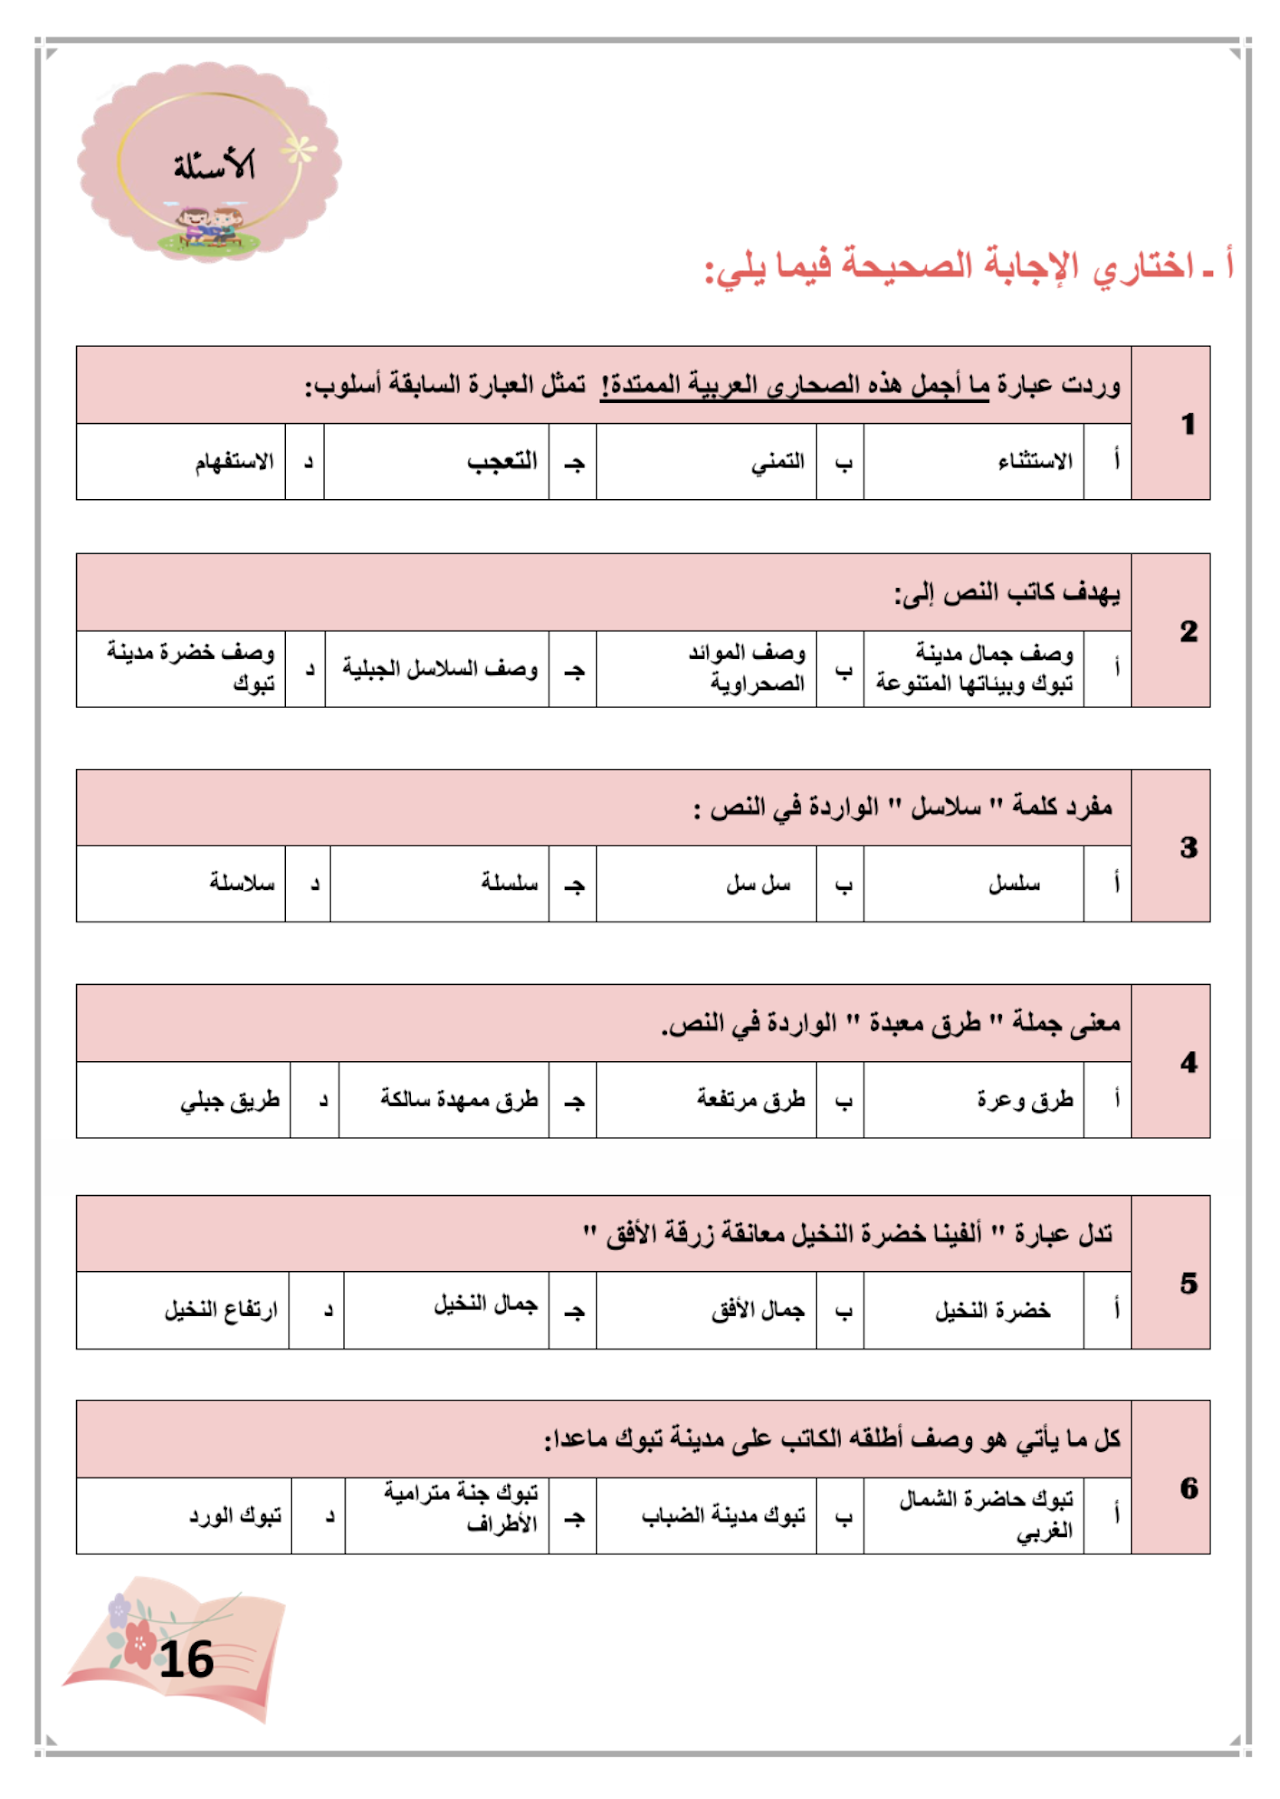 الأسئلة
أ ـ اختاري الإجابة الصحيحة فيما يلي:
1
وردت عبارة ما أجمل هذه الصحاري العربية الممتدة! تمثل العبارة السابقة أسلوب:
أ الاستثناء ب التمني جـ التعجب د الاستفهام
2
يهدف كاتب النص إلى:
أ وصف جمال مدينة تبوك وبيئاتها المتنوعة ب وصف الموائد الصحراوية جـ وصف السلاسل الجبلية د وصف خضرة مدينة تبوك
3
مفرد كلمة " سلاسل " الواردة في النص :
أ سلسل ب سل سل جـ سلسلة د سلاسلة
4
معنى جملة " طرق معبدة " الواردة في النص.
أ طرق وعرة ب طرق مرتفعة جـ طرق ممهدة سالكة د طريق جبلي
5
تدل عبارة " ألفينا خضرة النخيل معانقة زرقة الأفق "
أ خضرة النخيل ب جمال الأفق جـ جمال النخيل د ارتفاع النخيل
6
كل ما يأتي هو وصف أطلقه الكاتب على مدينة تبوك ماعدا:
أ تبوك حاضرة الشمال الغربي ب تبوك مدينة الضباب جـ تبوك جنة مترامية الأطراف د تبوك الورد
16